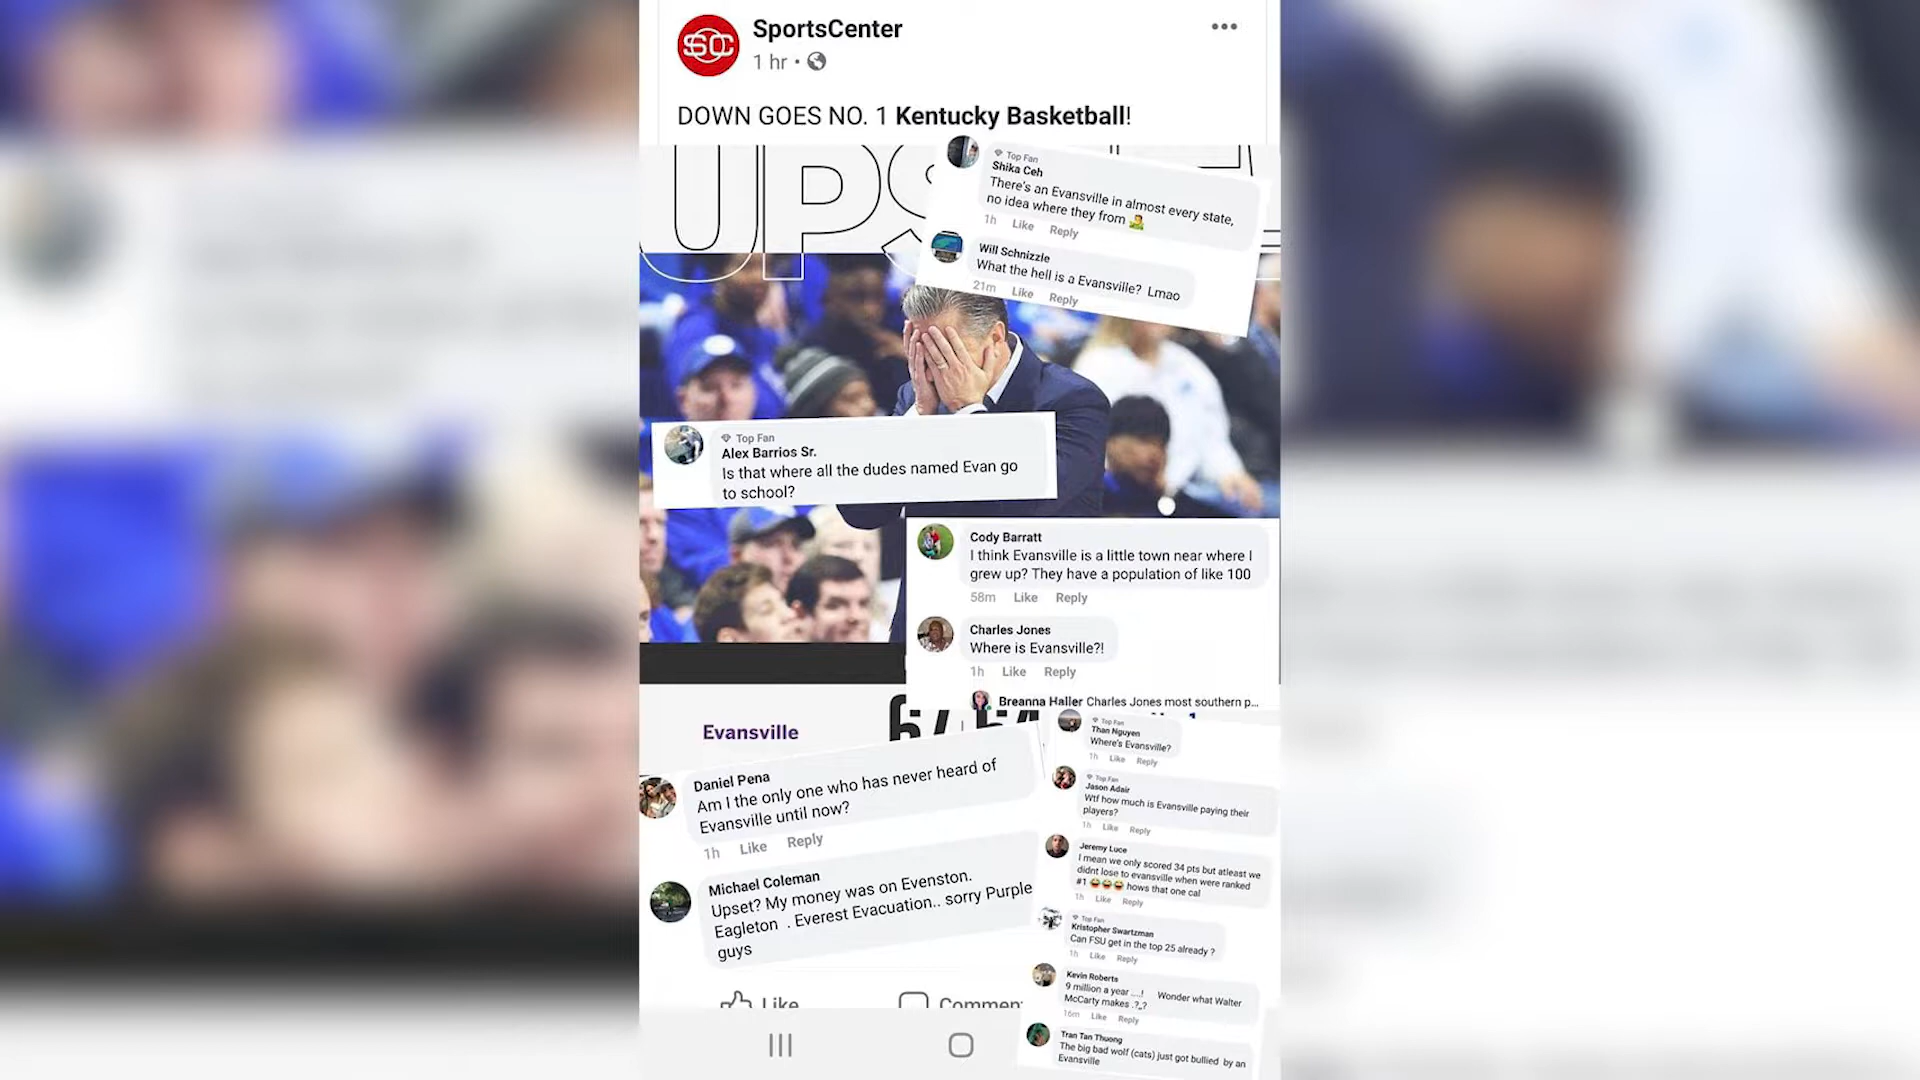 SC
SportsCenter
1 hr
DOWN GOES NO. 1 Kentucky Basketball!
Top Fan
Shika Ceh
There's an Evansville in almost every state,
no idea where they from
1h Like Reply
Will Schnizzle
What the hell is a Evansville? Lmao
21m Like Reply
Top Fan
Alex Barrios Sr.
Is that where all the dudes named Evan go
to school?
Cody Barratt
I think Evansville is a little town near where I
grew up? They have a population of like 100
58m Like Reply
Charles Jones
Where is Evansville?!
1h Like Reply
Breanna Haller Charles Jones most southern p...
Evansville
Daniel Pena
Am I the only one who has never heard of
Evansville until now?
1h Like Reply
Michael Coleman
Upset? My money was on Evenston.
Eagleton . Everest Evacuation.. sorry Purple
guys
Top Fan
Than Nguyen
Where's Evansville?
1h Like Reply
Top Fan
Jason Adair
Wtf how much is Evansville paying their
players?
1h Like Reply
Jeremy Luce
I mean we only scored 34 pts but atleast we
didnt lose to evansville when were ranked
#1 hows that one cal
1h Like Reply
Top Fan
Kristopher Swartzman
Can FSU get in the top 25 already ?
1h Like Reply
Kevin Roberts
9 million a year ....! Wonder what Walter
McCarty makes .?,,?
16m Like Reply
Tran Tan Thuong
The big bad wolf (cats) just got bullied by an
Evansville
Like